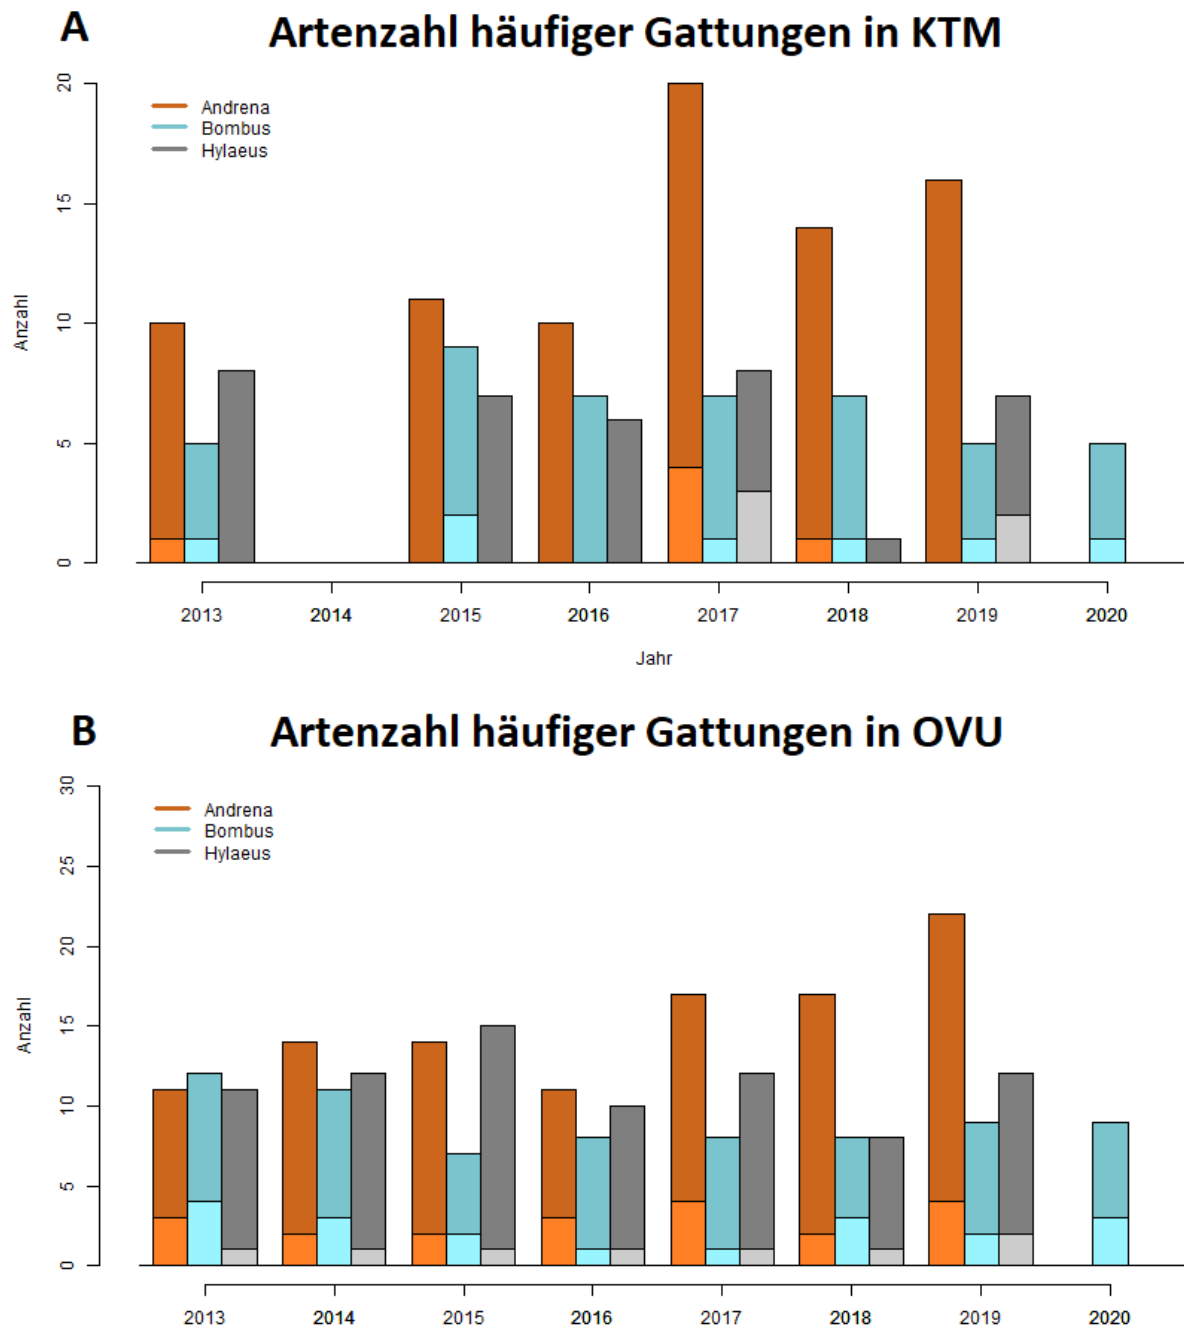 A
Artenzahl häufiger Gattungen in KTM
20
15
10
5
0
Anzahl
Andrena
Bombus
Hylaeus
2013 2014 2015 2016 2017 2018 2019 2020
Jahr
B
Artenzahl häufiger Gattungen in OVU
30
25
20
15
10
5
0
Anzahl
Andrena
Bombus
Hylaeus
2013 2014 2015 2016 2017 2018 2019 2020